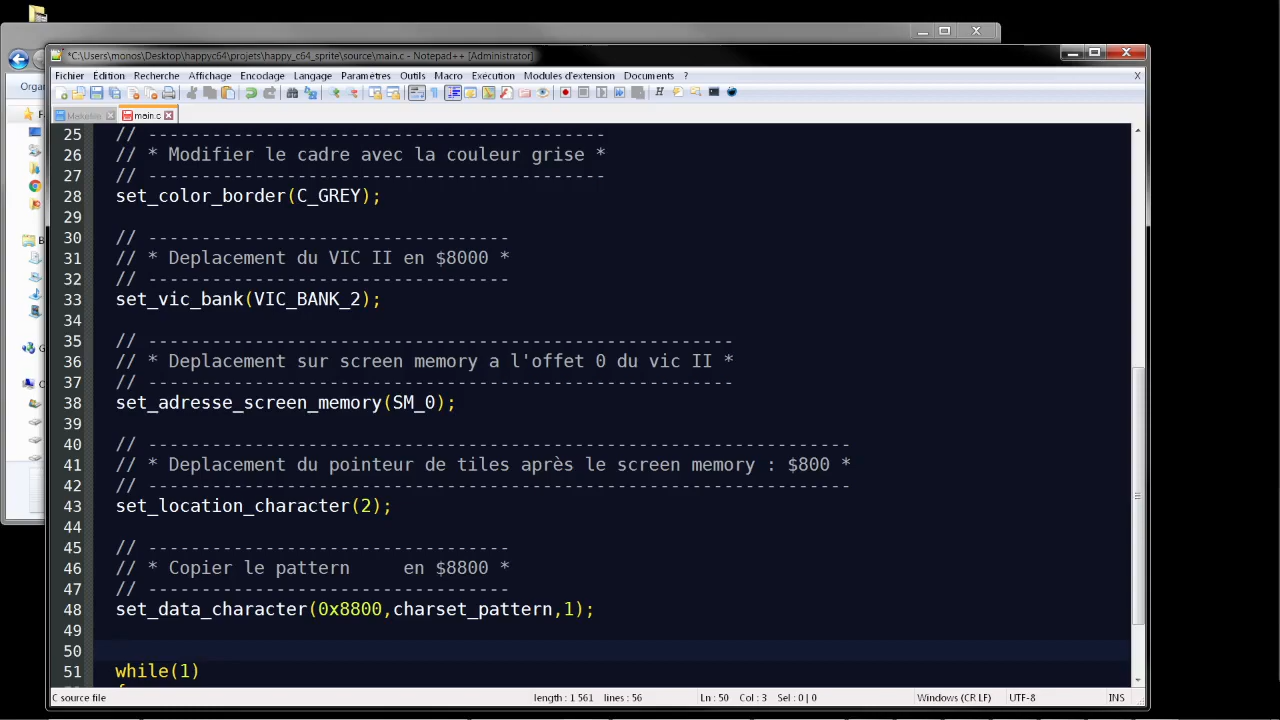 *C:\Users\monos\Desktop\happyc64\projets\happy_c64_sprite\source\main.c - Notepad++ [Administrator]
Fichier Edition Recherche Affichage Encodage Langage Paramètres Outils Macro Exécution Modules d'extension Documents ? X
Organ
Makefile main.c
25 // -------------------------------------------
26 // * Modifier le cadre avec la couleur grise *
27 // -------------------------------------------
28 set_color_border(C_GREY);
29
30 // ----------------------------------
31 // * Deplacement du VIC II en $8000 *
32 // ----------------------------------
33 set_vic_bank(VIC_BANK_2);
34
35 // -------------------------------------------------------
36 // * Deplacement sur screen memory a l'offet 0 du vic II *
37 // -------------------------------------------------------
38 set_adresse_screen_memory(SM_0);
39
40 // ------------------------------------------------------------------
41 // * Deplacement du pointeur de tiles après le screen memory : $800 *
42 // ------------------------------------------------------------------
43 set_location_character(2);
44
45 // ----------------------------------
46 // * Copier le pattern     en $8800 *
47 // ----------------------------------
48 set_data_character(0x8800,charset_pattern,1);
49
50
51 while(1)
C source file length : 1 561 lines : 56 Ln : 50 Col : 3 Sel : 0 | 0 Windows (CR LF) UTF-8 INS